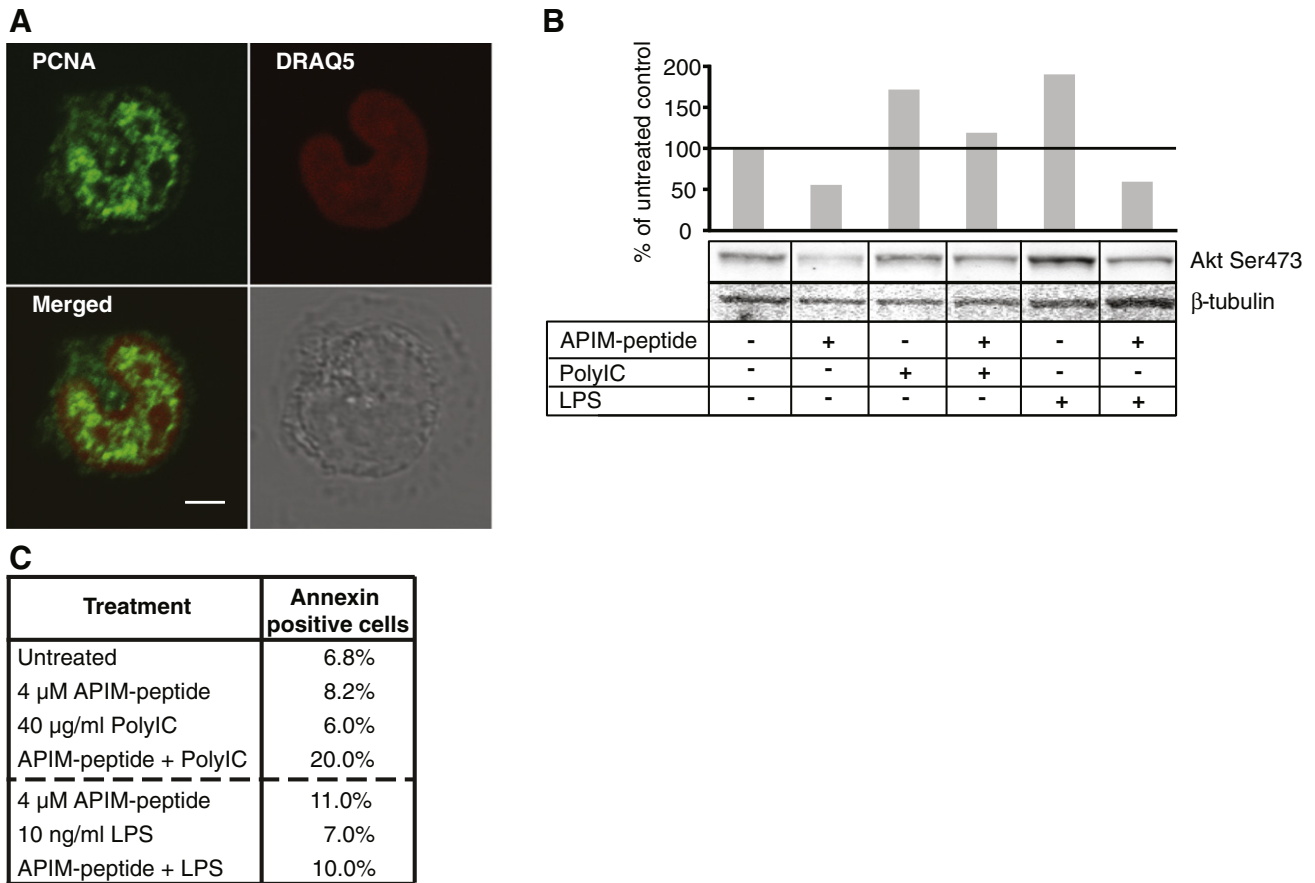 A
PCNA
DRAQ5
Merged
B
% of untreated control
200
150
100
50
0
Akt Ser473
β-tubulin
APIM-peptide - + - + - +
PolyIC - - + + - -
LPS - - - - + +
C
Treatment Annexin positive cells
Untreated 6.8%
4 µM APIM-peptide 8.2%
40 µg/ml PolyIC 6.0%
APIM-peptide + PolyIC 20.0%
4 µM APIM-peptide 11.0%
10 ng/ml LPS 7.0%
APIM-peptide + LPS 10.0%